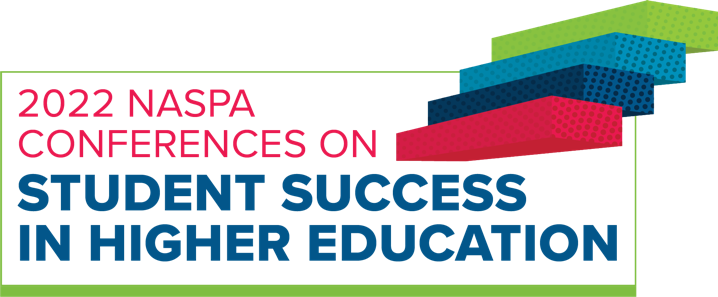 2022 NASPA
CONFERENCES ON
STUDENT SUCCESS
IN HIGHER EDUCATION